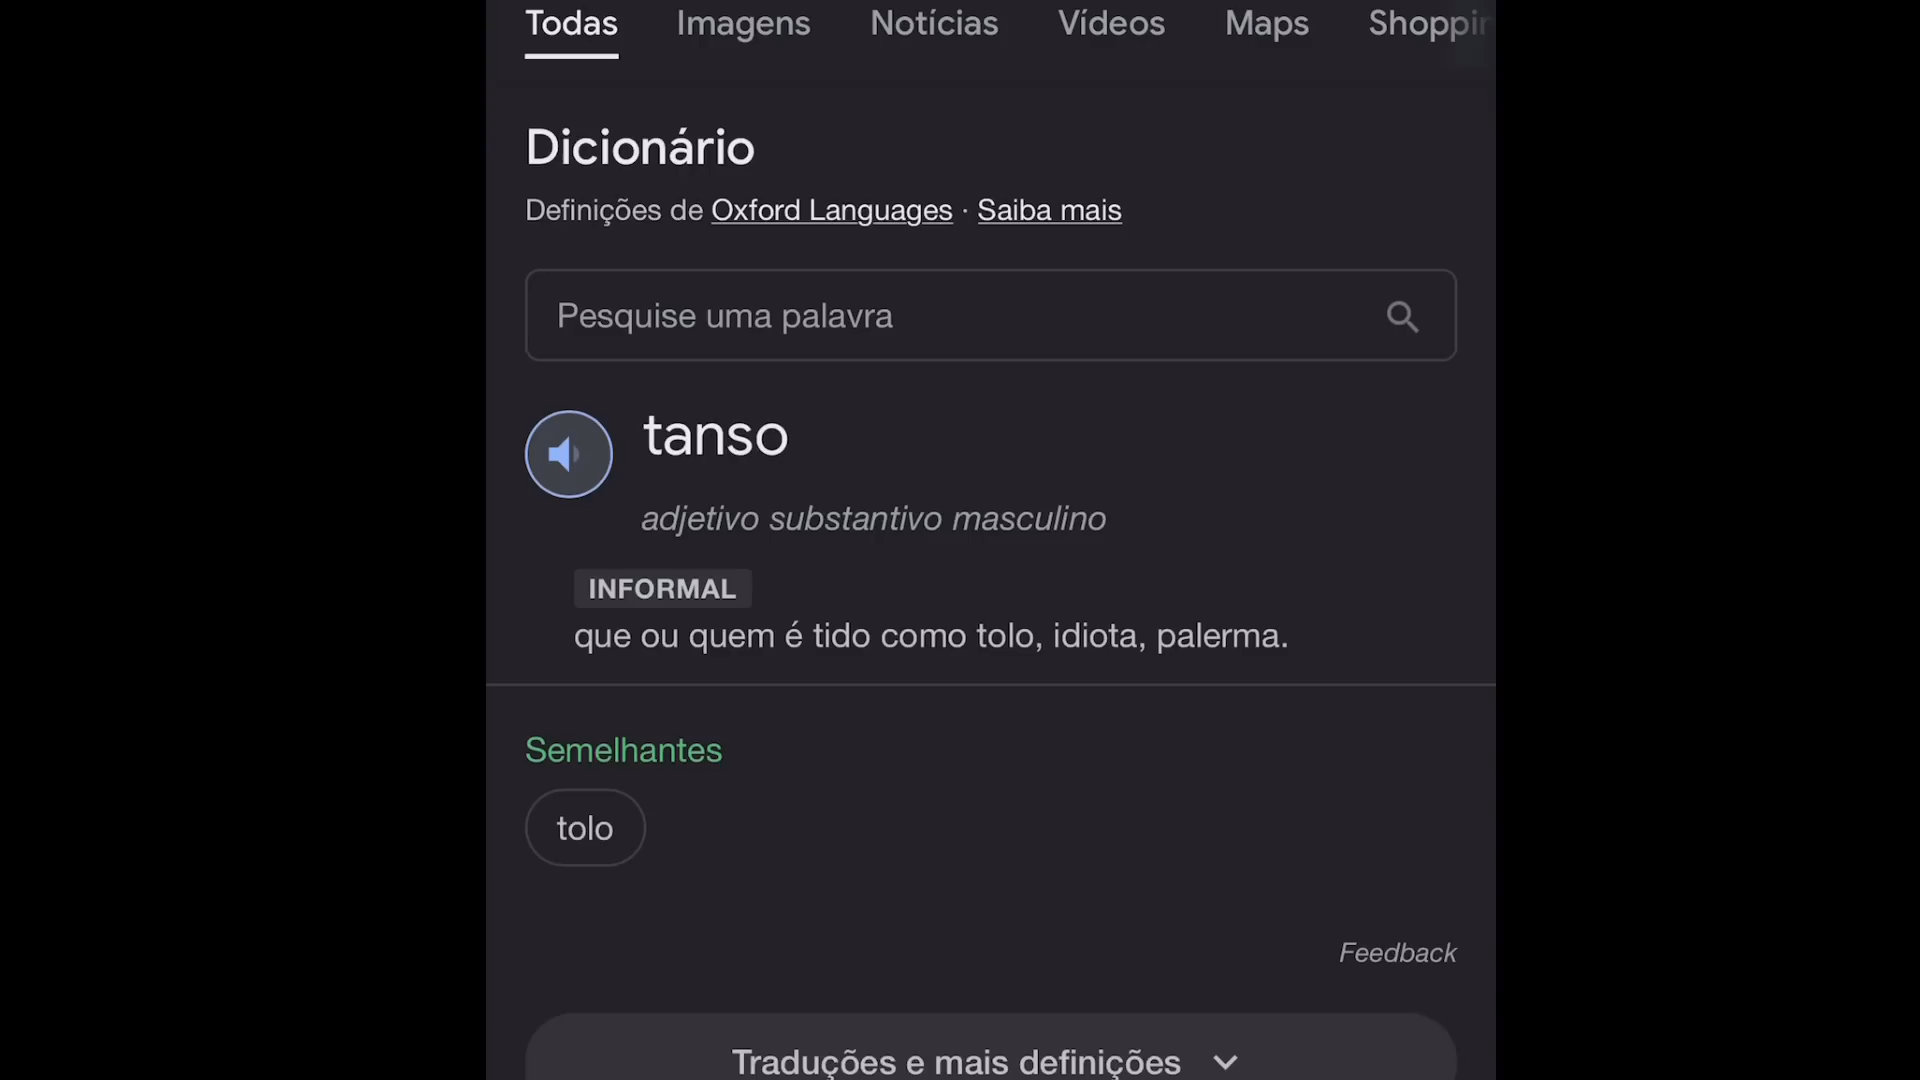 Todas Imagens Notícias Vídeos Maps Shoppin
Dicionário
Definições de Oxford Languages · Saiba mais
Pesquise uma palavra
tanso
adjetivo substantivo masculino
INFORMAL
que ou quem é tido como tolo, idiota, palerma.
Semelhantes
tolo
Feedback
Traduções e mais definições